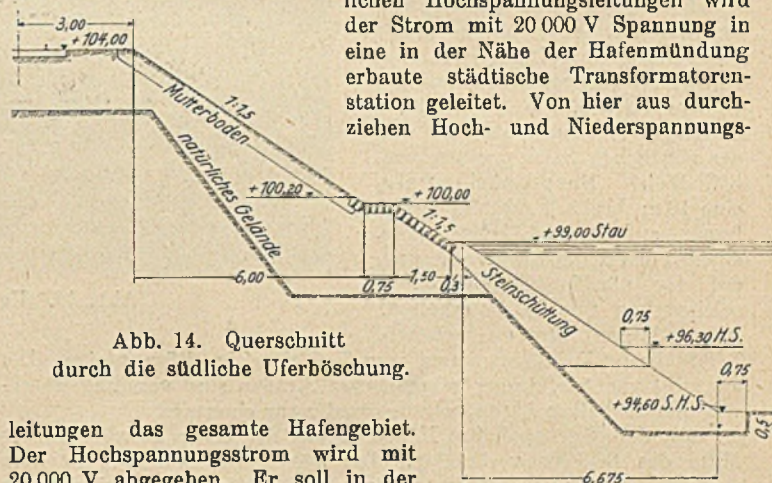 lichen Hochspannungsleitungen wird
der Strom mit 20 000 V Spannung in
eine in der Nähe der Hafenmündung
erbaute städtische Transformatoren-
station geleitet. Von hier aus durch-
ziehen Hoch- und Niederspannungs-
3,00
+104,00
1:1,5
Mutterboden
natürliches Gelände
+100,20
+100,00
1:1,5
+99,00 Stau
6,00
0,75
1,50
0,3
Steinschüttung
0,75
+96,30 H.S.
0,75
+94,60 S.H.S.
0,5
6,675
Abb. 14. Querschnitt
durch die südliche Uferböschung.
leitungen das gesamte Hafengebiet.
Der Hochspannungsstrom wird mit
20 000 V abgegeben. Er soll in der